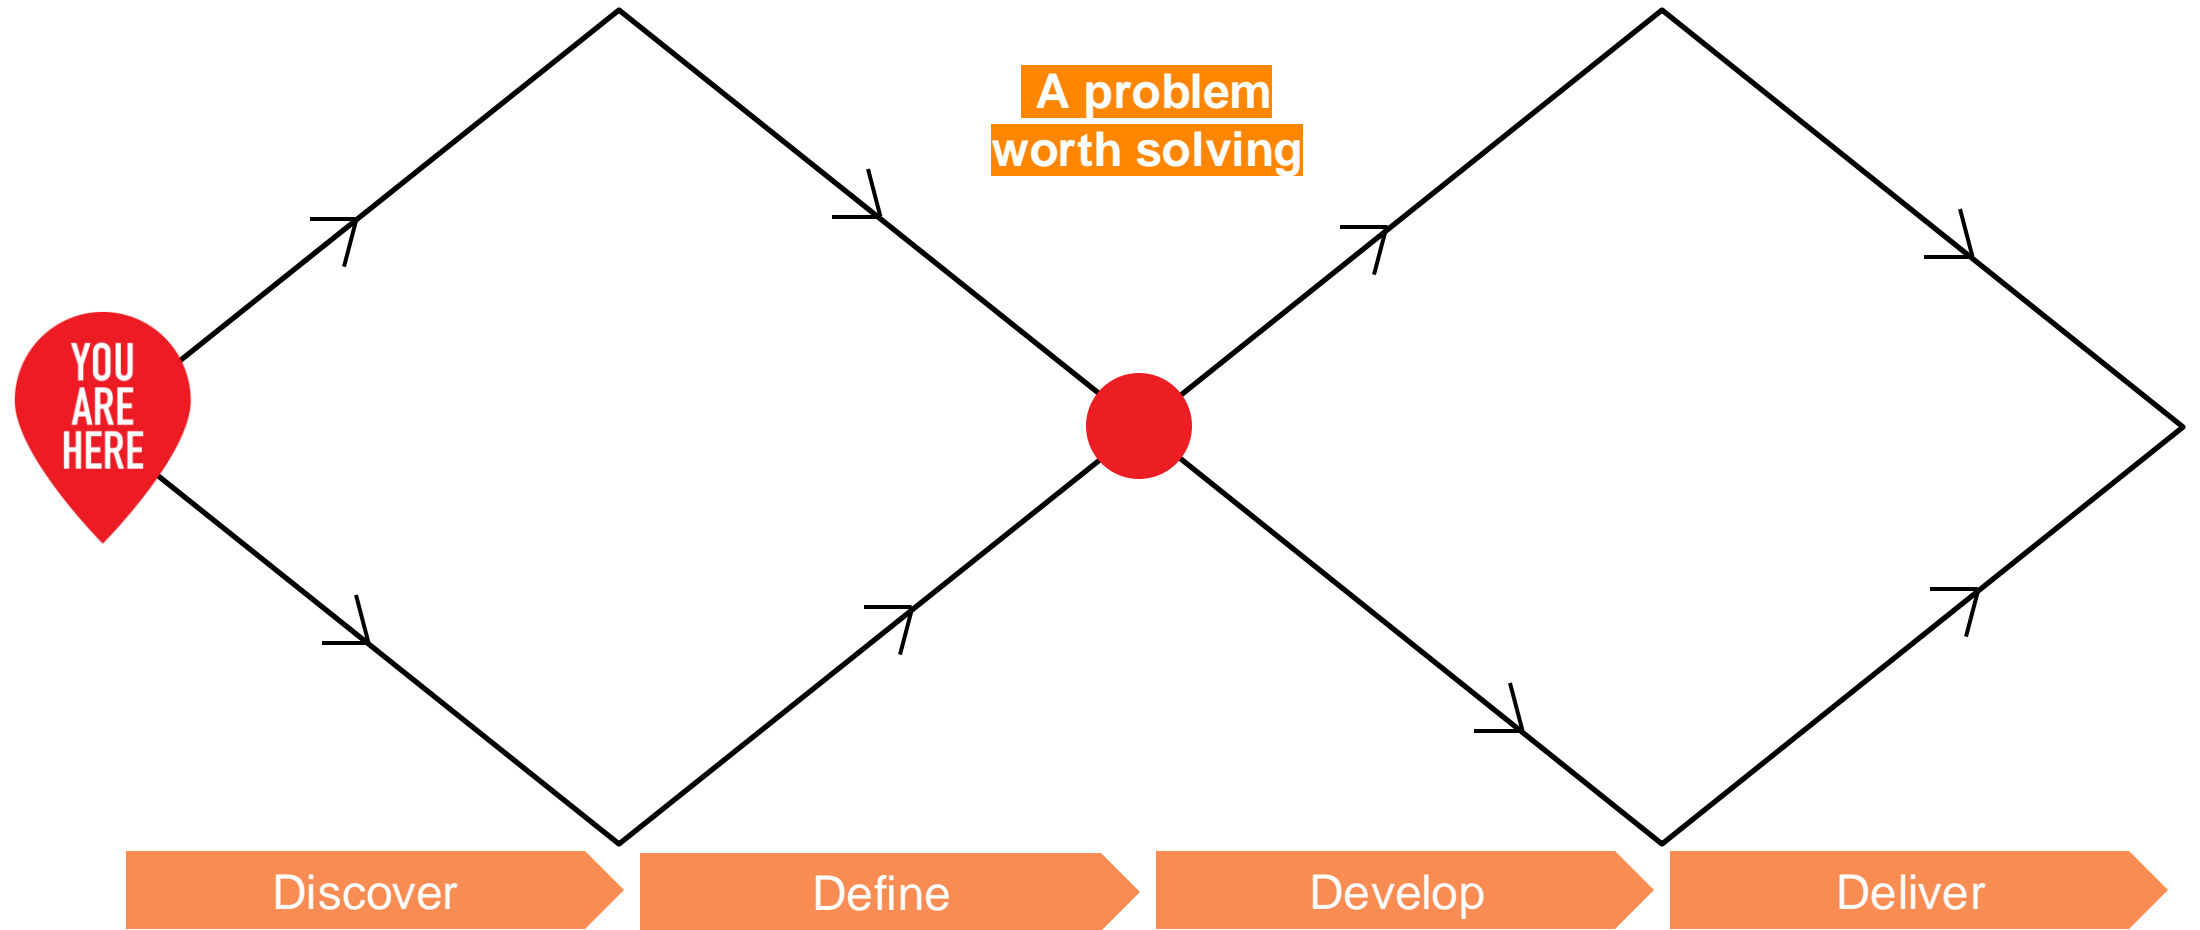 A problem
worth solving
YOU
ARE
HERE
Discover
Define
Develop
Deliver